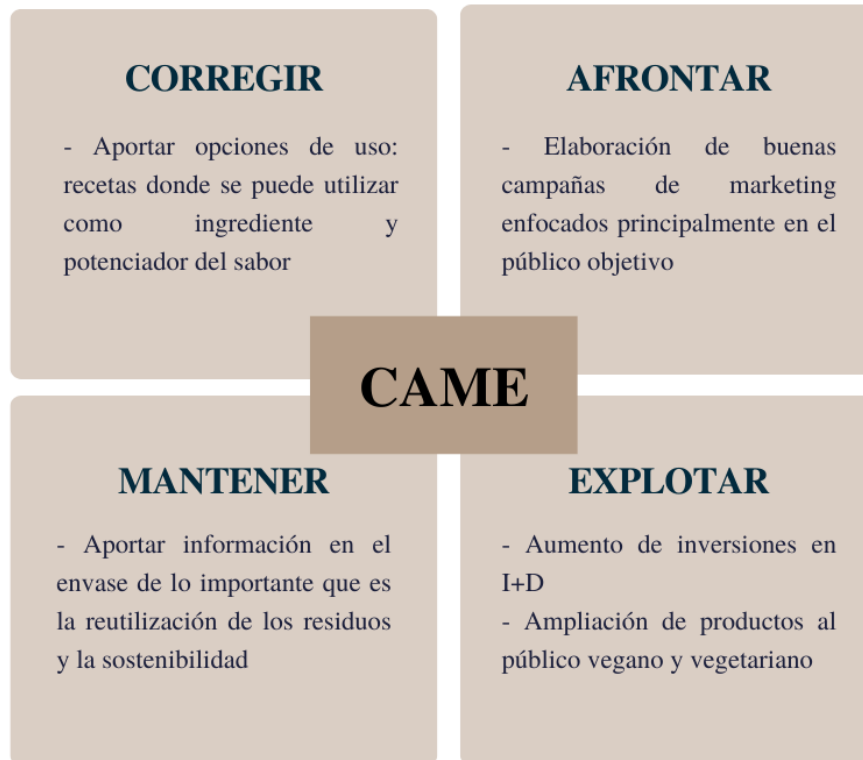 CORREGIR
- Aportar opciones de uso:
recetas donde se puede utilizar
como ingrediente y
potenciador del sabor
AFRONTAR
- Elaboración de buenas
campañas de marketing
enfocados principalmente en el
público objetivo
CAME
MANTENER
- Aportar información en el
envase de lo importante que es
la reutilización de los residuos
y la sostenibilidad
EXPLOTAR
- Aumento de inversiones en
I+D
- Ampliación de productos al
público vegano y vegetariano